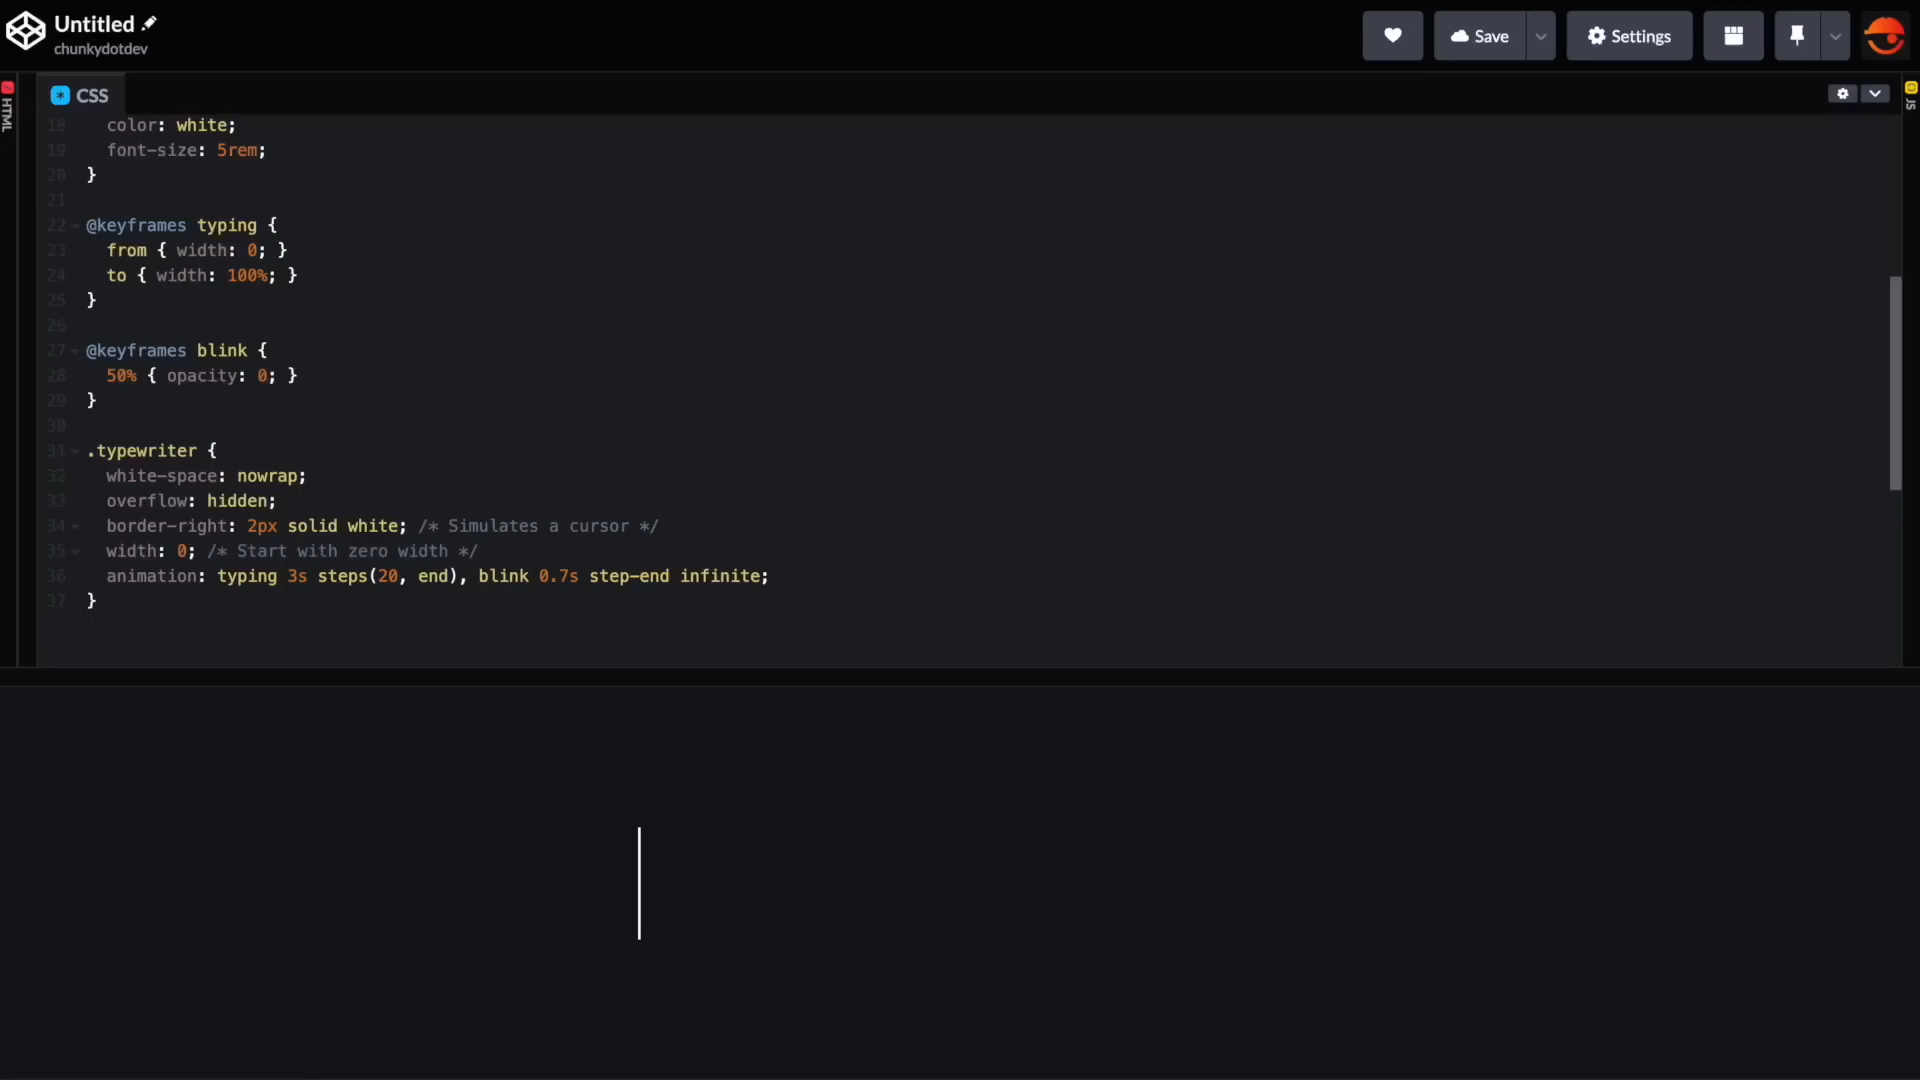 Untitled
chunkydotdev
Save
Settings
HTML
* CSS
JS
18 color: white;
19 font-size: 5rem;
20 }
21
22 @keyframes typing {
23 from { width: 0; }
24 to { width: 100%; }
25 }
26
27 @keyframes blink {
28 50% { opacity: 0; }
29 }
30
31 .typewriter {
32 white-space: nowrap;
33 overflow: hidden;
34 border-right: 2px solid white; /* Simulates a cursor */
35 width: 0; /* Start with zero width */
36 animation: typing 3s steps(20, end), blink 0.7s step-end infinite;
37 }